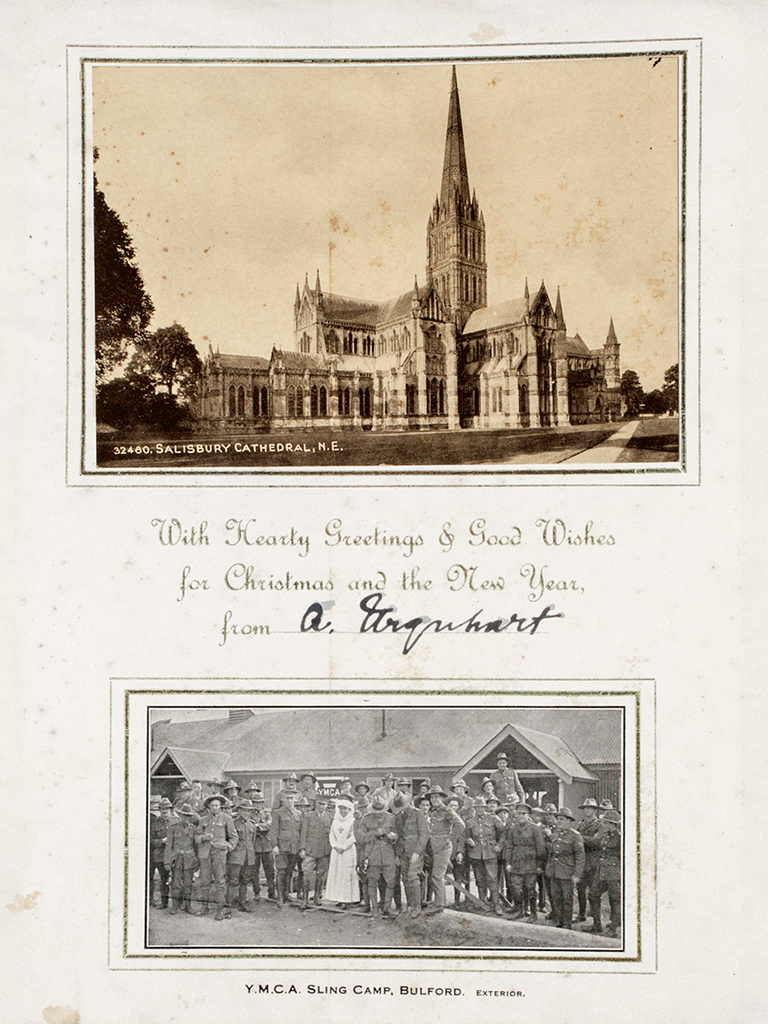 32460. SALISBURY CATHEDRAL, N.E.
With Hearty Greetings & Good Wishes
for Christmas and the New Year,
from A. Urquhart
YMCA
Y.M.C.A. SLING CAMP, BULFORD. EXTERIOR.